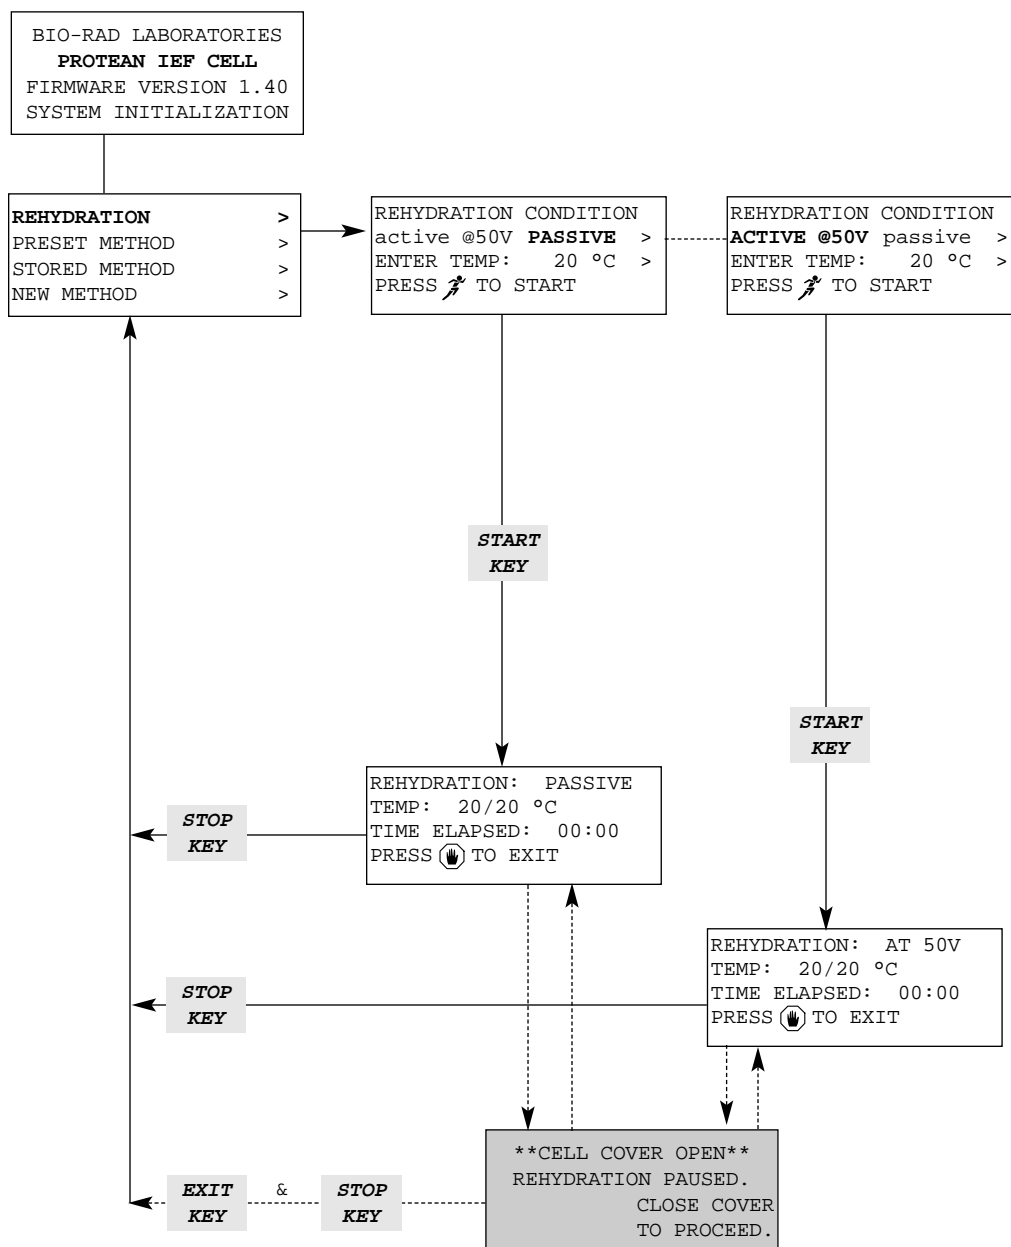 BIO-RAD LABORATORIES
PROTEAN IEF CELL
FIRMWARE VERSION 1.40
SYSTEM INITIALIZATION
REHYDRATION >
PRESET METHOD >
STORED METHOD >
NEW METHOD >
REHYDRATION CONDITION
active @50V PASSIVE >
ENTER TEMP: 20 °C >
PRESS TO START
REHYDRATION CONDITION
ACTIVE @50V passive >
ENTER TEMP: 20 °C >
PRESS TO START
START
KEY
START
KEY
REHYDRATION: PASSIVE
TEMP: 20/20 °C
TIME ELAPSED: 00:00
PRESS TO EXIT
STOP
KEY
REHYDRATION: AT 50V
TEMP: 20/20 °C
TIME ELAPSED: 00:00
PRESS TO EXIT
STOP
KEY
**CELL COVER OPEN**
REHYDRATION PAUSED.
CLOSE COVER
TO PROCEED.
EXIT
KEY
&
STOP
KEY